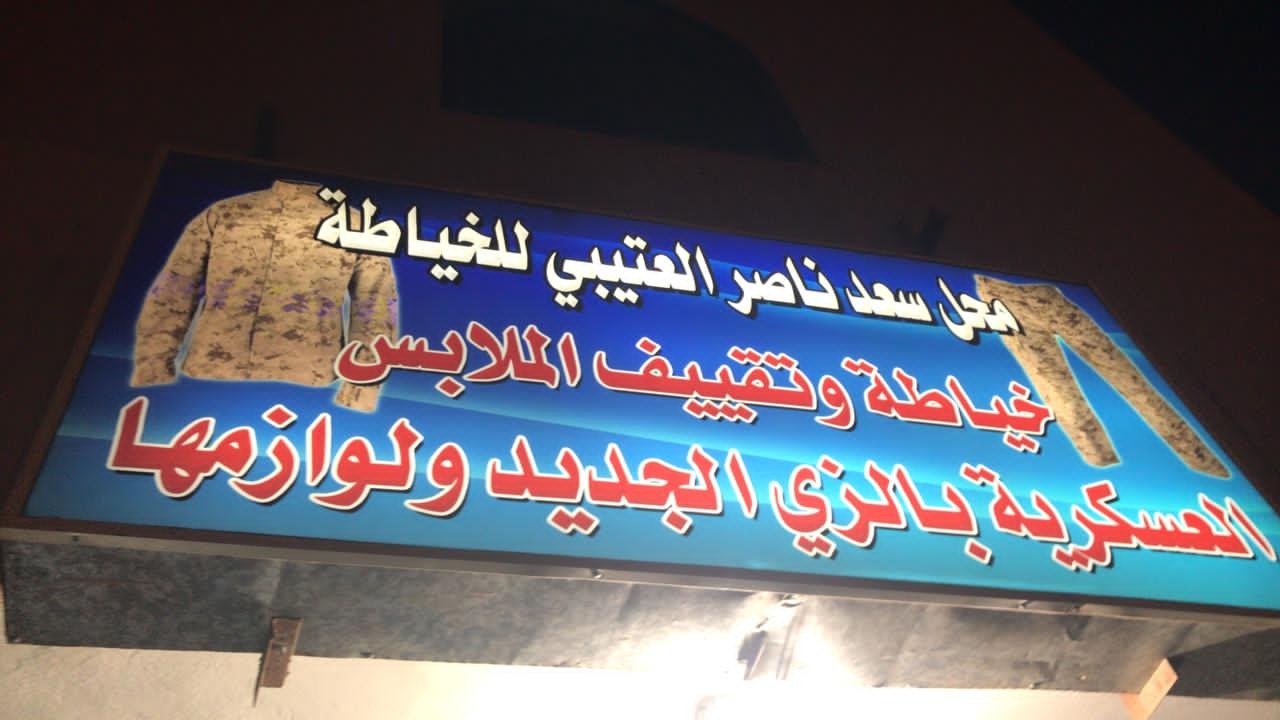 محل سعد ناصر العتيبي للخياطة
خياطة وتقييف الملابس
العسكرية بالزي الجديد ولوازمها